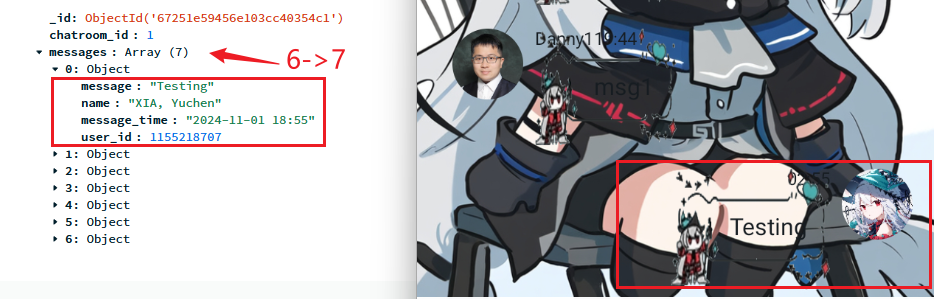 _id: ObjectId('67251e59456e103cc40354c1')
chatroom_id : 1
messages : Array (7)
6->7
0: Object
message : "Testing"
name : "XIA, Yuchen"
message_time : "2024-11-01 18:55"
user_id : 1155218707
1: Object
2: Object
3: Object
4: Object
5: Object
6: Object
Danny119:44
msg1
02:55
Testing